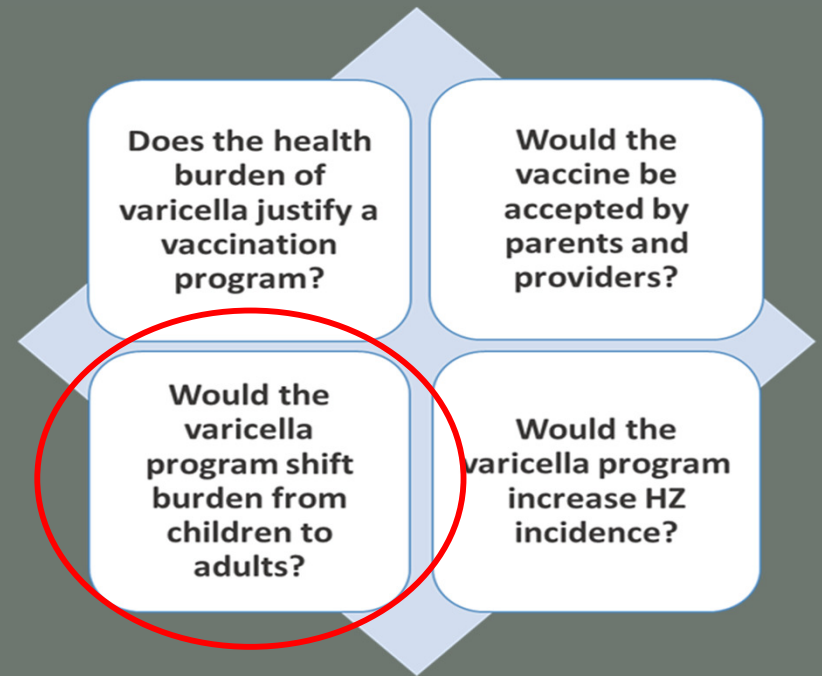 Does the health
burden of
varicella justify a
vaccination
program?
Would the
vaccine be
accepted by
parents and
providers?
Would the
varicella
program shift
burden from
children to
adults?
Would the
varicella program
increase HZ
incidence?